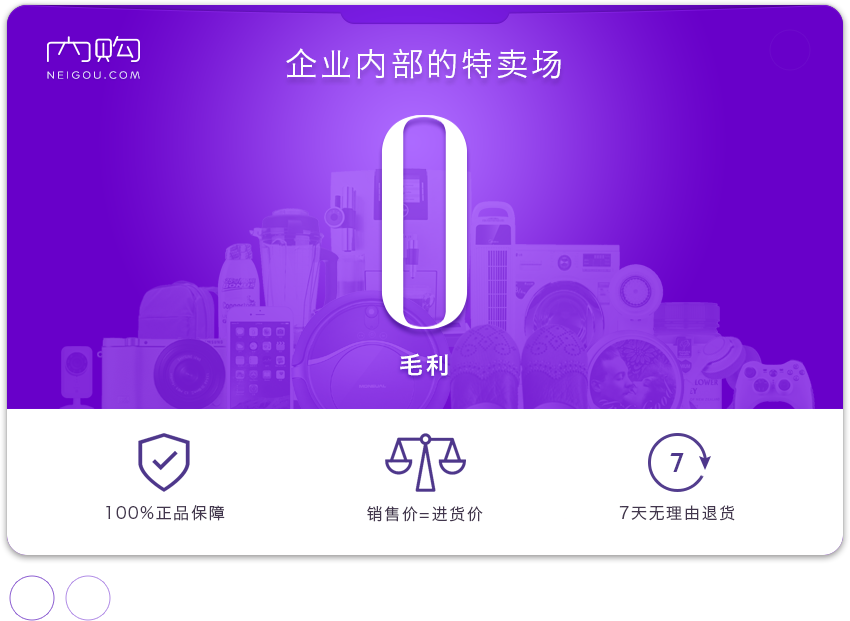 内购
NEIGOU.COM
企业内部的特卖场
0
毛利
7
100%正品保障
销售价=进货价
7天无理由退货